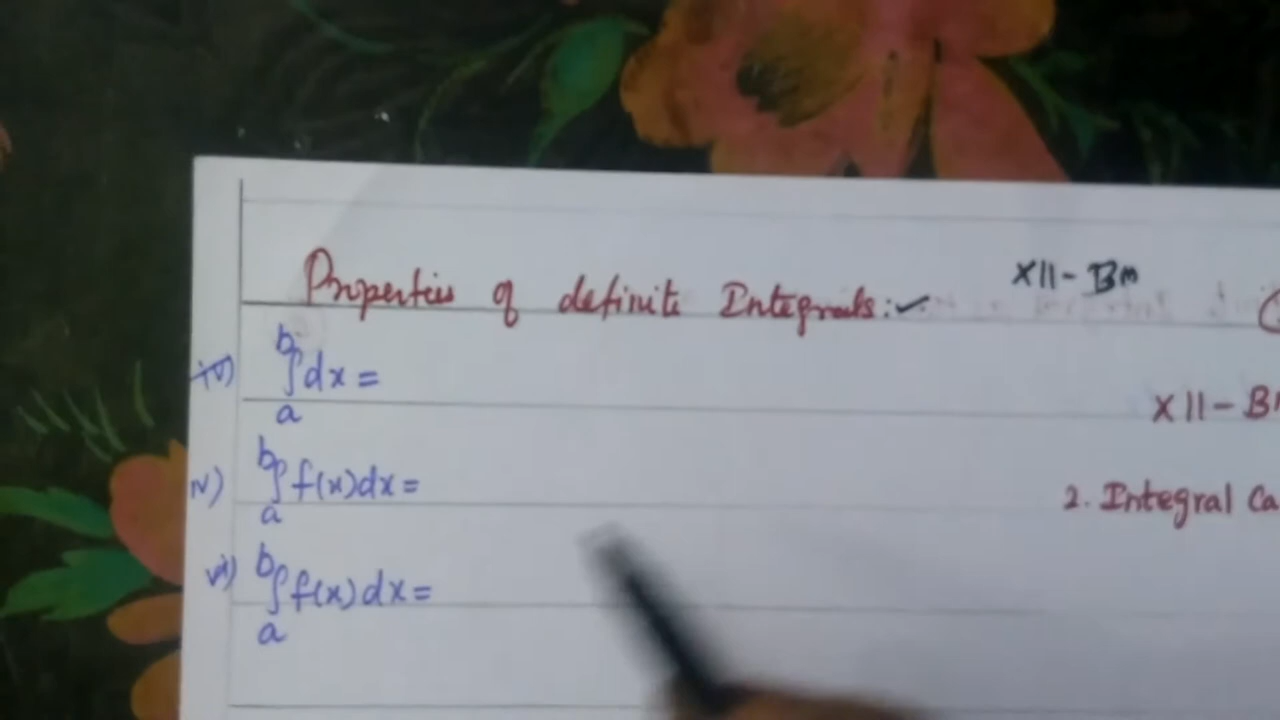 Properties of definite Integrals:✓ XII-BM
iv) ∫ₐᵇ dx =
XII-B
v) ∫ₐᵇ f(x)dx =
2. Integral Ca
vi) ∫ₐᵇ f(x)dx =